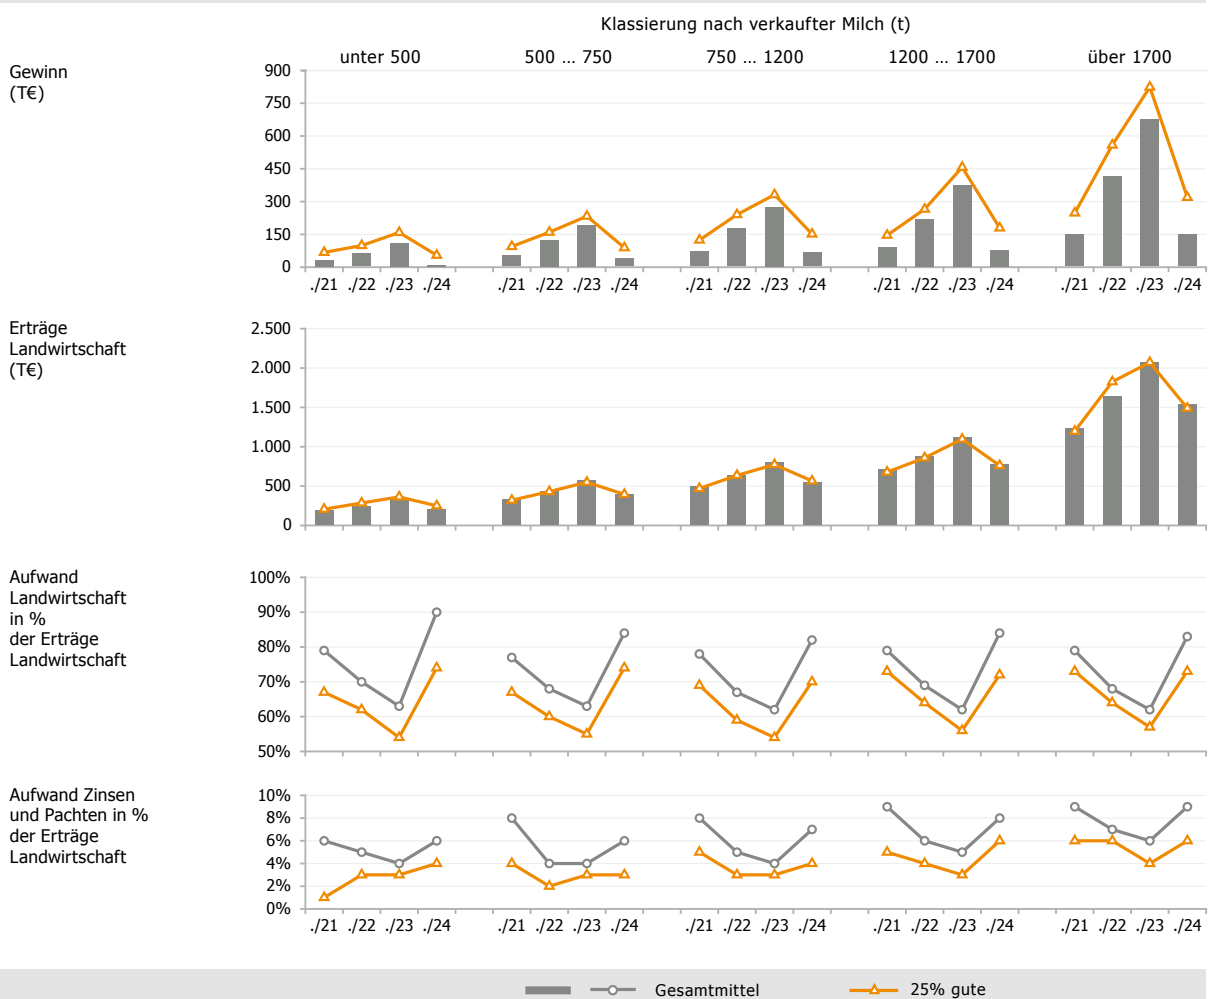 Klassierung nach verkaufter Milch (t)
unter 500 500 ... 750 750 ... 1200 1200 ... 1700 über 1700
Gewinn
(T€)
900
750
600
450
300
150
0
./21 ./22 ./23 ./24 ./21 ./22 ./23 ./24 ./21 ./22 ./23 ./24 ./21 ./22 ./23 ./24 ./21 ./22 ./23 ./24
Erträge
Landwirtschaft
(T€)
2.500
2.000
1.500
1.000
500
0
Aufwand
Landwirtschaft
in %
der Erträge
Landwirtschaft
100%
90%
80%
70%
60%
50%
Aufwand Zinsen
und Pachten in %
der Erträge
Landwirtschaft
10%
8%
6%
4%
2%
0%
./21 ./22 ./23 ./24 ./21 ./22 ./23 ./24 ./21 ./22 ./23 ./24 ./21 ./22 ./23 ./24 ./21 ./22 ./23 ./24
Gesamtmittel 25% gute